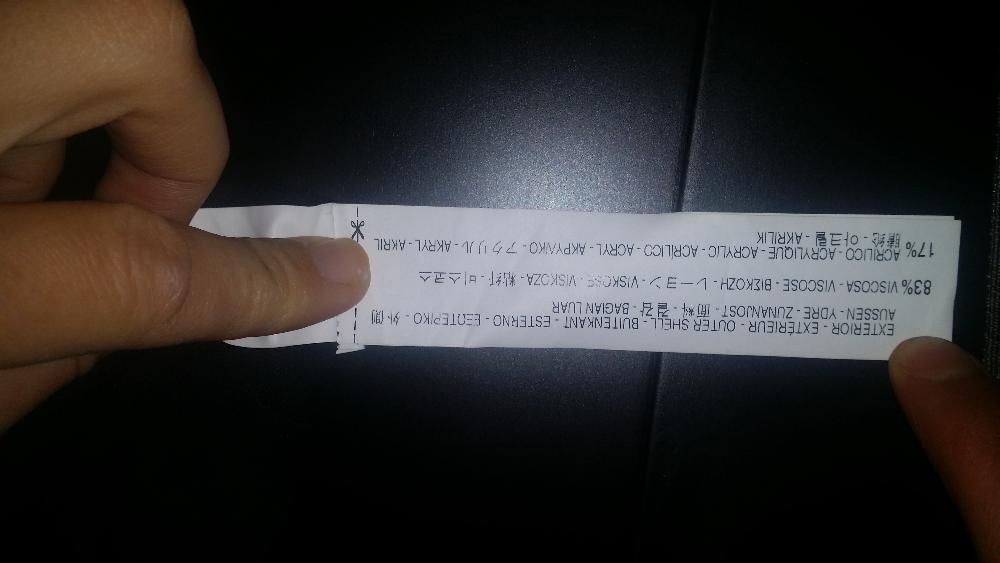 EXTERIOR - EXTÉRIEUR - OUTER SHELL - BUITENKANT - ESTERNO - ΕΞΩΤΕΡΙΚΟ - 外側
AUSSEN - YDRE - ZUNANJOST - 面料 - 겉감 - BAGIAN LUAR
83% VISCOSA - VISCOSE - ΒΙΣΚΟΖΗ - レーヨン - VISKOSE - VISKOZA - 粘纤 - 비스코스
17% ACRÍLICO - ACRYLIQUE - ACRYLIC - ACRÍLICO - ACRYL - ΑΚΡΥΛΙΚΟ - アクリル - AKRYL - AKRIL
腈纶 - 아크릴 - AKRILIK